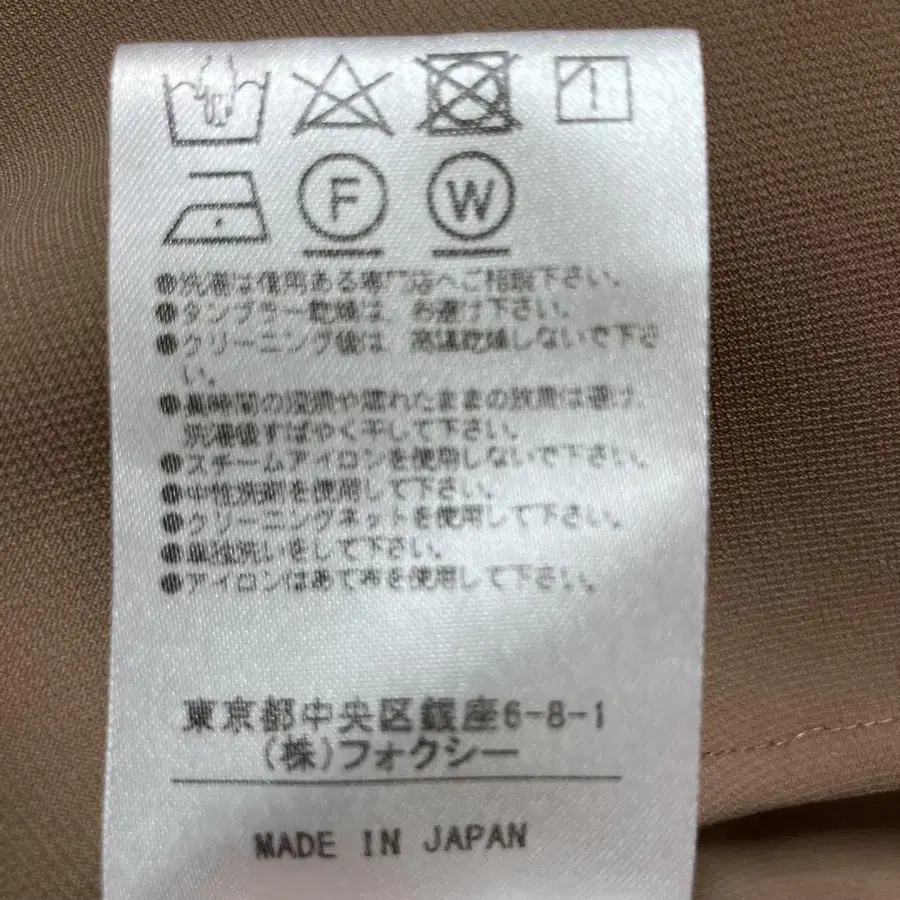 F W
●洗濯は信用ある専門店へご相談下さい。
●タンブラー乾燥は、お避け下さい。
●クリーニング後は、高温乾燥しないで下さ
い。
●長時間の浸漬や濡れたままの放置は避け、
洗濯後すばやく干して下さい。
●スチームアイロンを使用しないで下さい。
●中性洗剤を使用して下さい。
●クリーニングネットを使用して下さい。
●単独洗いをして下さい。
●アイロンはあて布を使用して下さい。
東京都中央区銀座6-8-1
(株)フォクシー
MADE IN JAPAN